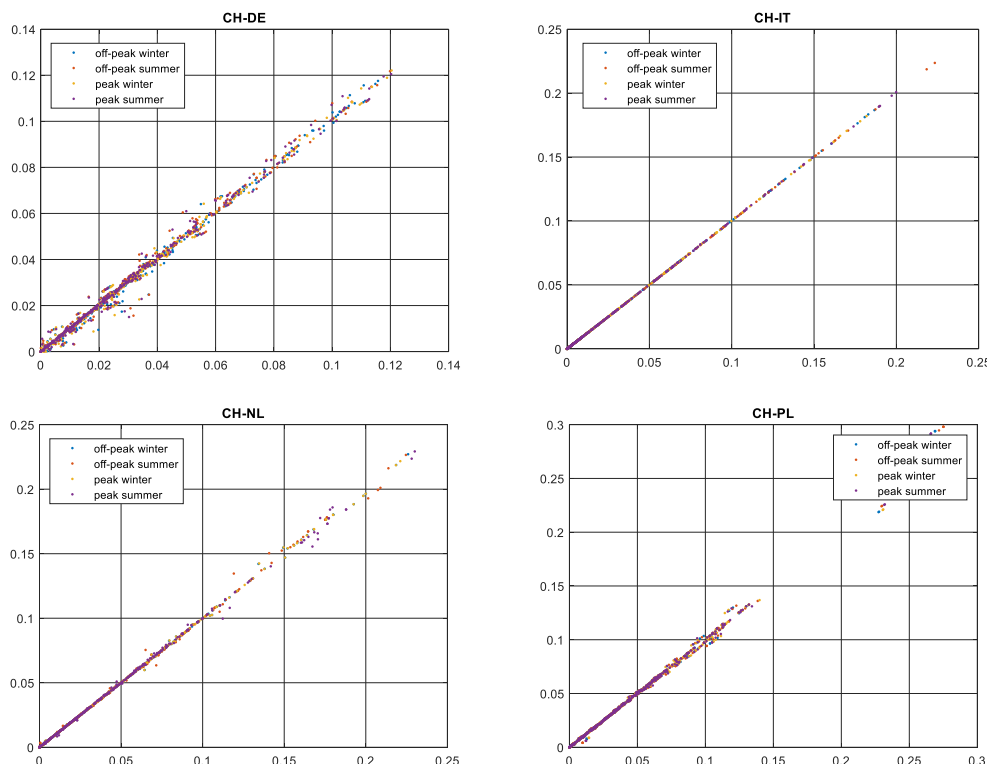 CH-DE
0.14
0.12
0.1
0.08
0.06
0.04
0.02
0
off-peak winter
off-peak summer
peak winter
peak summer
0 0.02 0.04 0.06 0.08 0.1 0.12 0.14
CH-IT
0.25
0.2
0.15
0.1
0.05
0
off-peak winter
off-peak summer
peak winter
peak summer
0 0.05 0.1 0.15 0.2 0.25
CH-NL
0.25
0.2
0.15
0.1
0.05
0
off-peak winter
off-peak summer
peak winter
peak summer
0 0.05 0.1 0.15 0.2 0.25
CH-PL
0.3
0.25
0.2
0.15
0.1
0.05
0
off-peak winter
off-peak summer
peak winter
peak summer
0 0.05 0.1 0.15 0.2 0.25 0.3